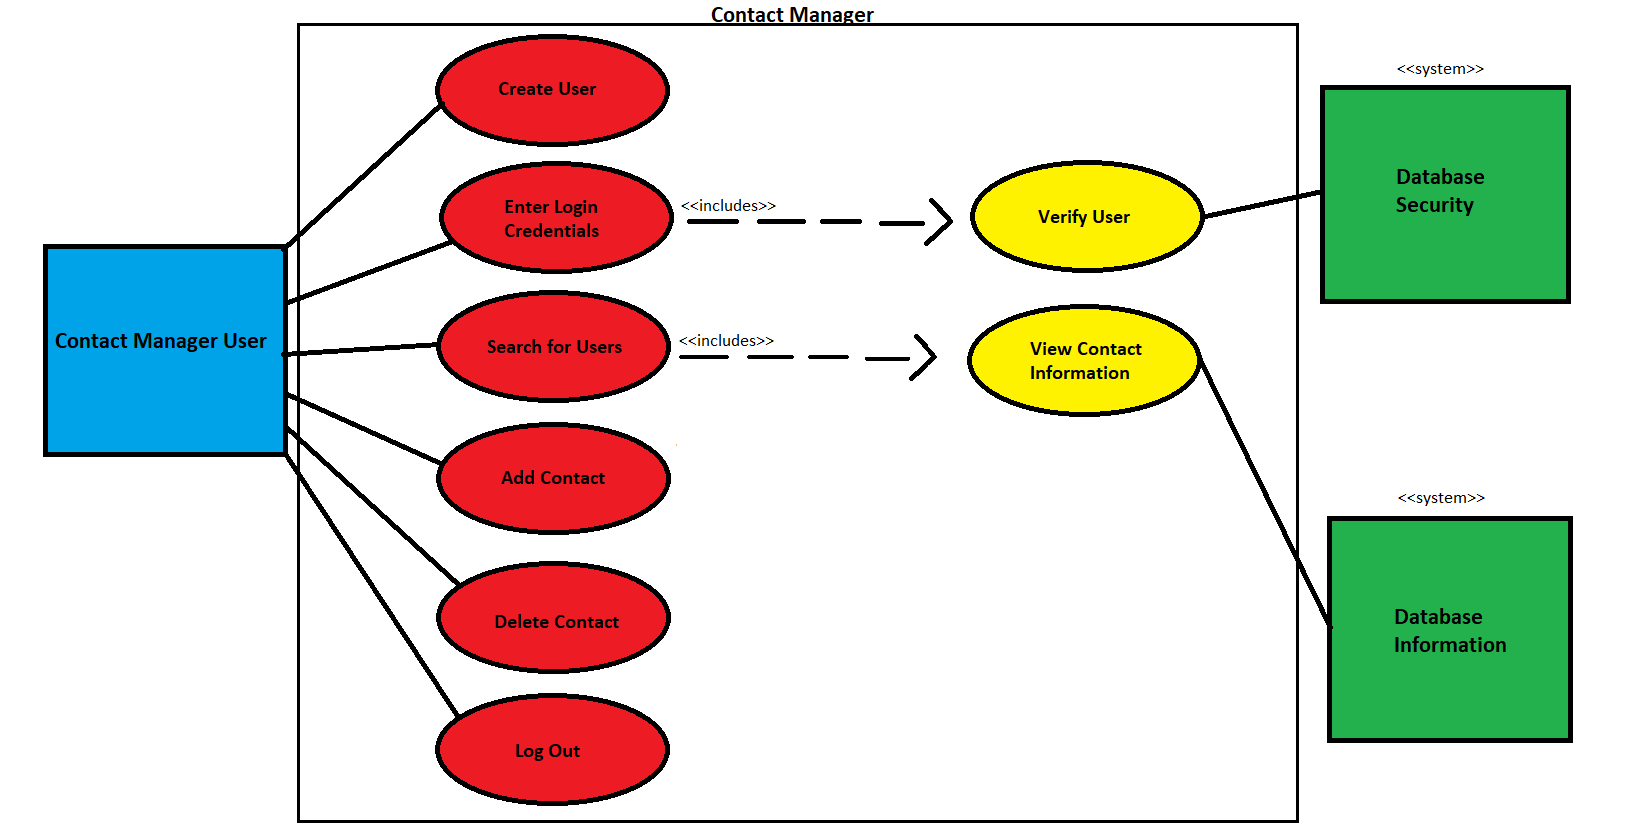 Contact Manager
<<system>>
Create User
Database
Security
Enter Login
Credentials
<<includes>>
Verify User
Contact Manager User
Search for Users
<<includes>>
View Contact
Information
Add Contact
<<system>>
Delete Contact
Database
Information
Log Out